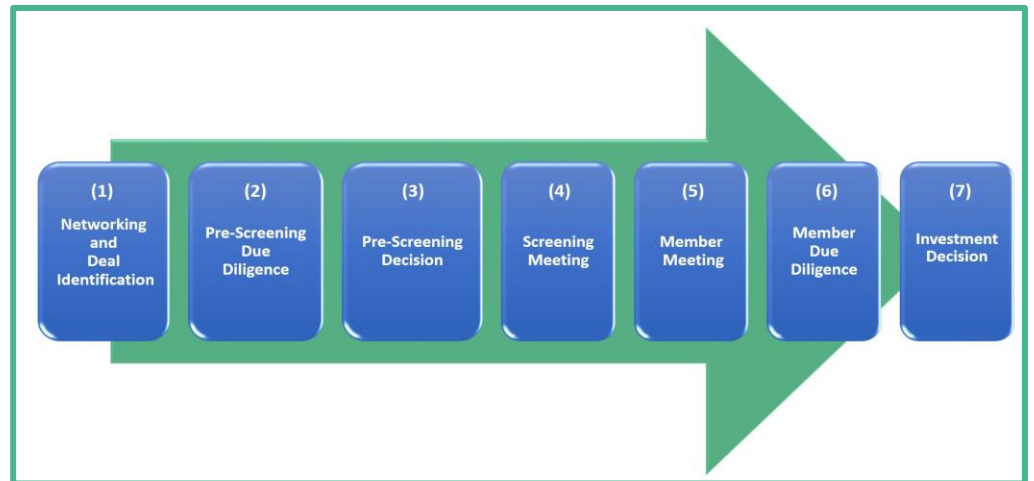 (1)
Networking
and
Deal
Identification
(2)
Pre-Screening
Due
Diligence
(3)
Pre-Screening
Decision
(4)
Screening
Meeting
(5)
Member
Meeting
(6)
Member
Due
Diligence
(7)
Investment
Decision